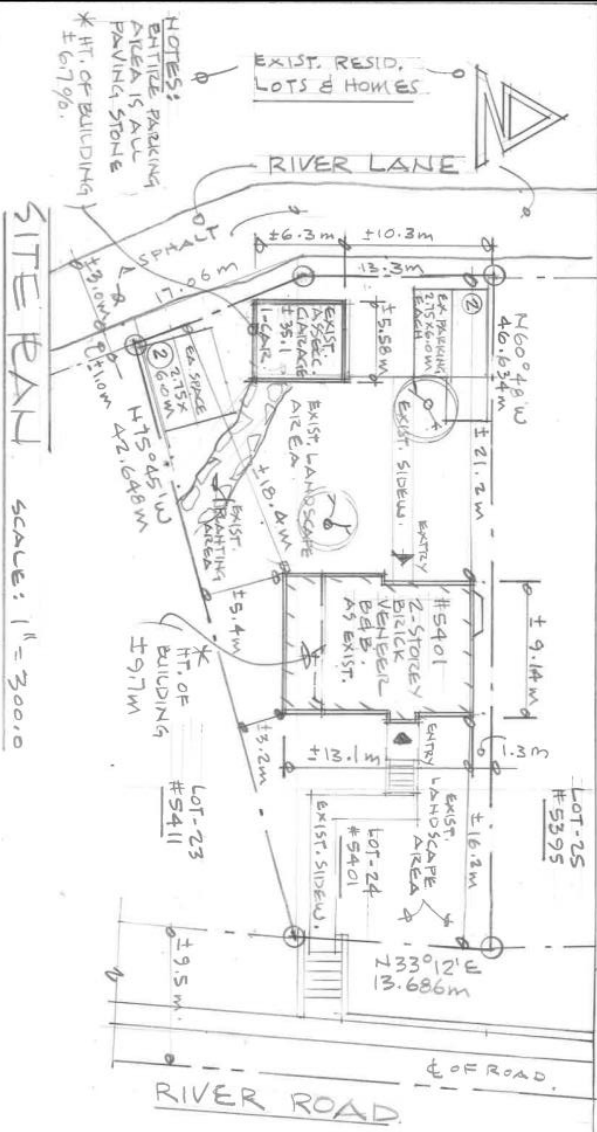 NOTES:
ENTIRE PARKING
AREA IS ALL
PAVING STONE
* HT. OF BUILDING
±6.7%.
EXIST. RESID.
LOTS & HOMES
N
RIVER LANE
SPHALT
±6.3m
±10.3m
17.06m
13.3m
±3.0m
±1.0m
EXIST.
ASSEC.
GARAGE
±35.1
1-CAR
±5.58m
2
EX PARKING
2.75 X 6.0m
EACH
N60°48'W
46.634m
2
EA. SPACE
2.75 X
6.0m
N75°45'W
42.648m
EXIST. LANDSCAPE
AREA.
EXIST. SIDEW.
ENTRY
±21.2m
±18.4m
EXIST.
PLANTING
AREA
±5.4m
#5401
2-STOREY
BRICK
VENEER
B&B.
AS EXIST.
±9.14m
*
HT. OF
BUILDING
±9.7m
±3.2m
±13.1m
ENTRY
1.3m
EXIST.
LANDSCAPE
AREA
±16.2m
LOT-25
#5395
LOT-23
#5411
LOT-24
#5401
EXIST. SIDEW.
N33°12'E
13.686m
±9.5m.
℄ OF ROAD.
RIVER ROAD.
SITE PLAN
SCALE: 1" = 300.0